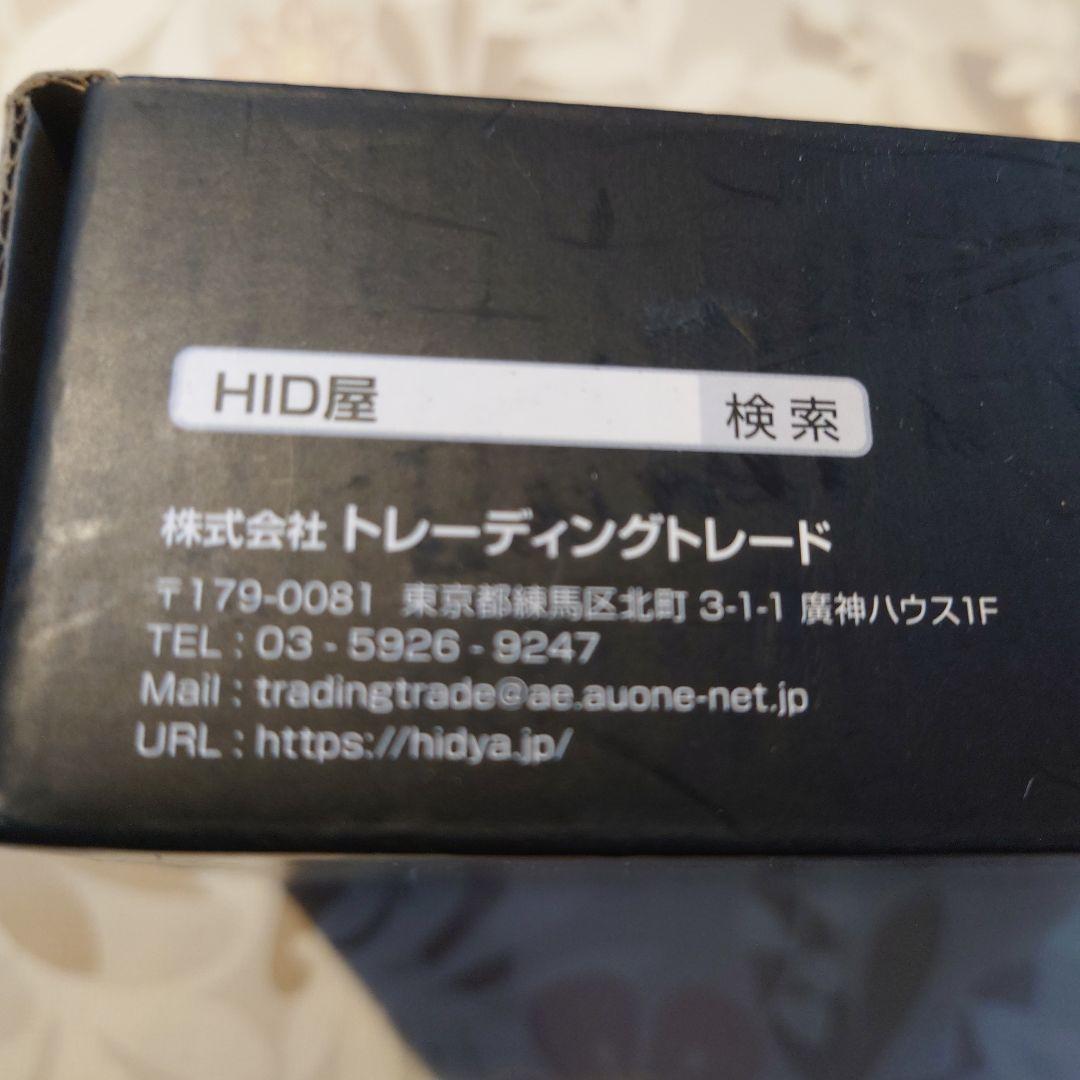 HID屋 検索
株式会社 トレーディングトレード
〒179-0081 東京都練馬区北町 3-1-1 廣神ハウス1F
TEL : 03 - 5926 - 9247
Mail : tradingtrade@ae.auone-net.jp
URL : https://hidya.jp/